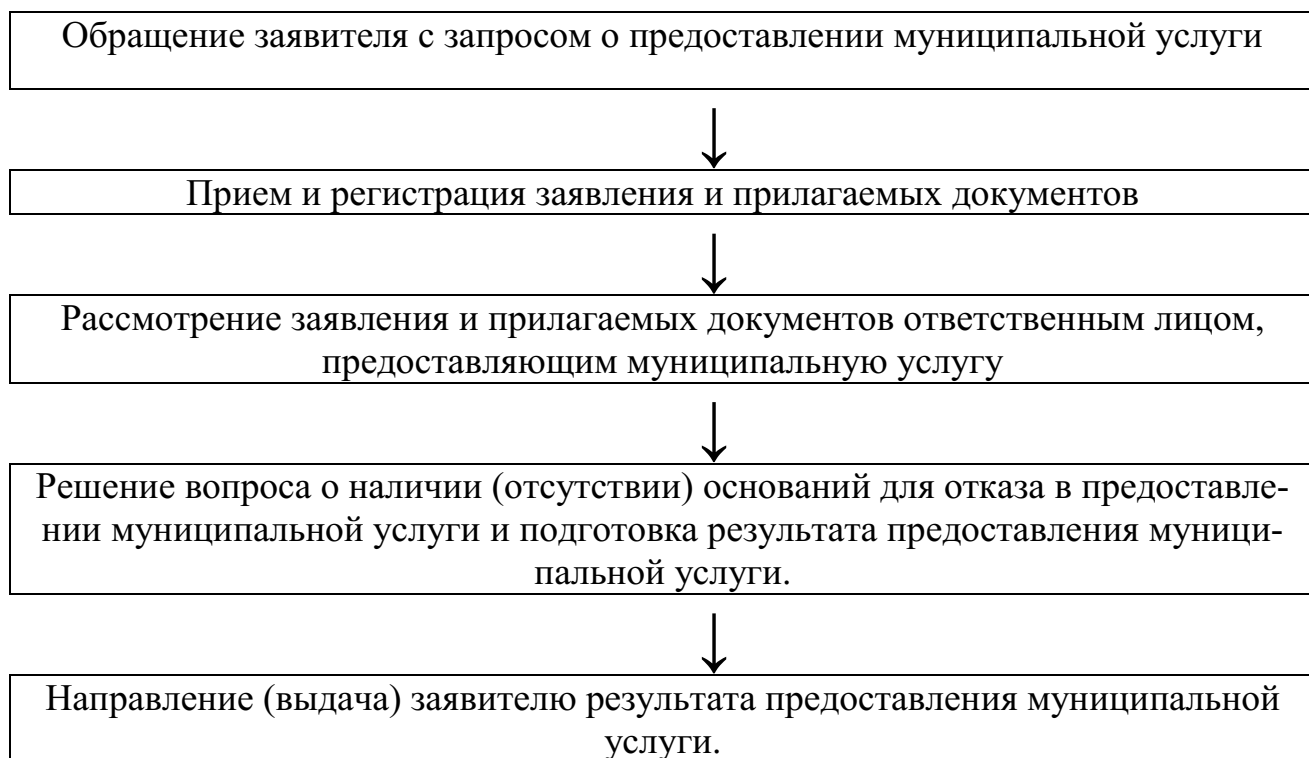 Обращение заявителя с запросом о предоставлении муниципальной услуги
Прием и регистрация заявления и прилагаемых документов
Рассмотрение заявления и прилагаемых документов ответственным лицом,
предоставляющим муниципальную услугу
Решение вопроса о наличии (отсутствии) оснований для отказа в предоставле-
нии муниципальной услуги и подготовка результата предоставления муници-
пальной услуги.
Направление (выдача) заявителю результата предоставления муниципальной
услуги.